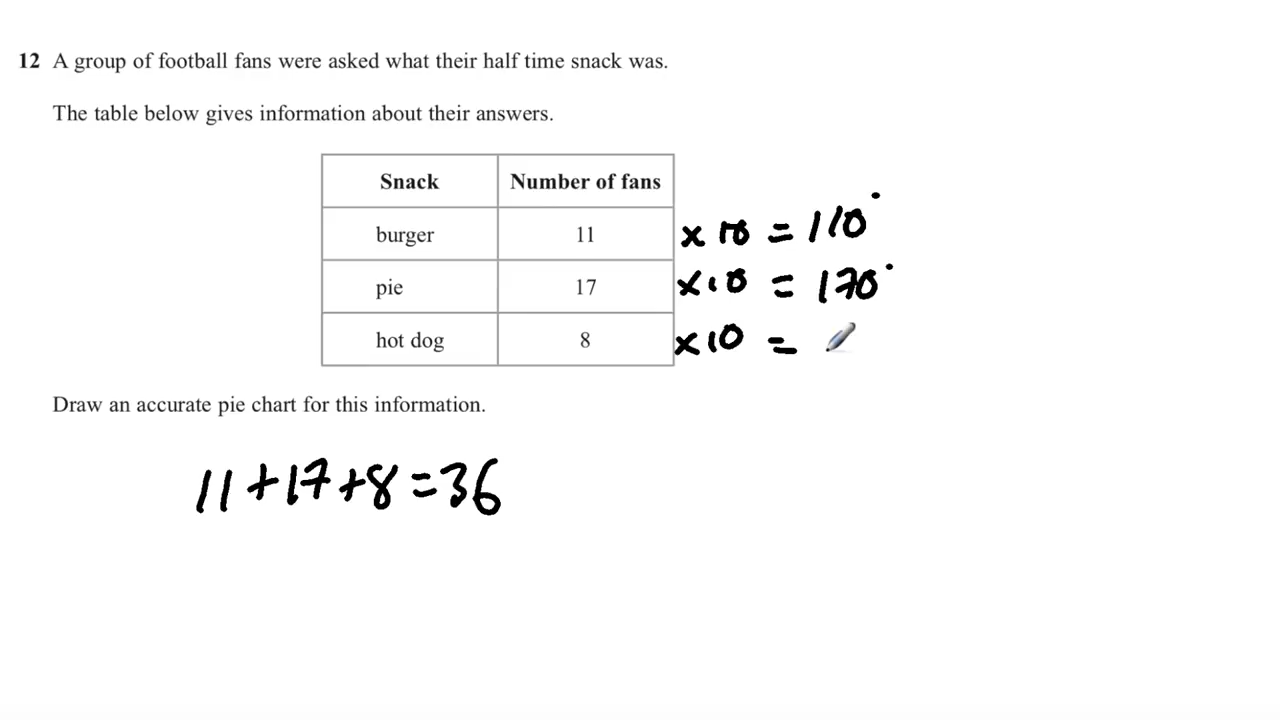 12 A group of football fans were asked what their half time snack was.
The table below gives information about their answers.
Snack Number of fans
burger 11 × 10 = 110°
pie 17 × 10 = 170°
hot dog 8 × 10 =
Draw an accurate pie chart for this information.
11 + 17 + 8 = 36